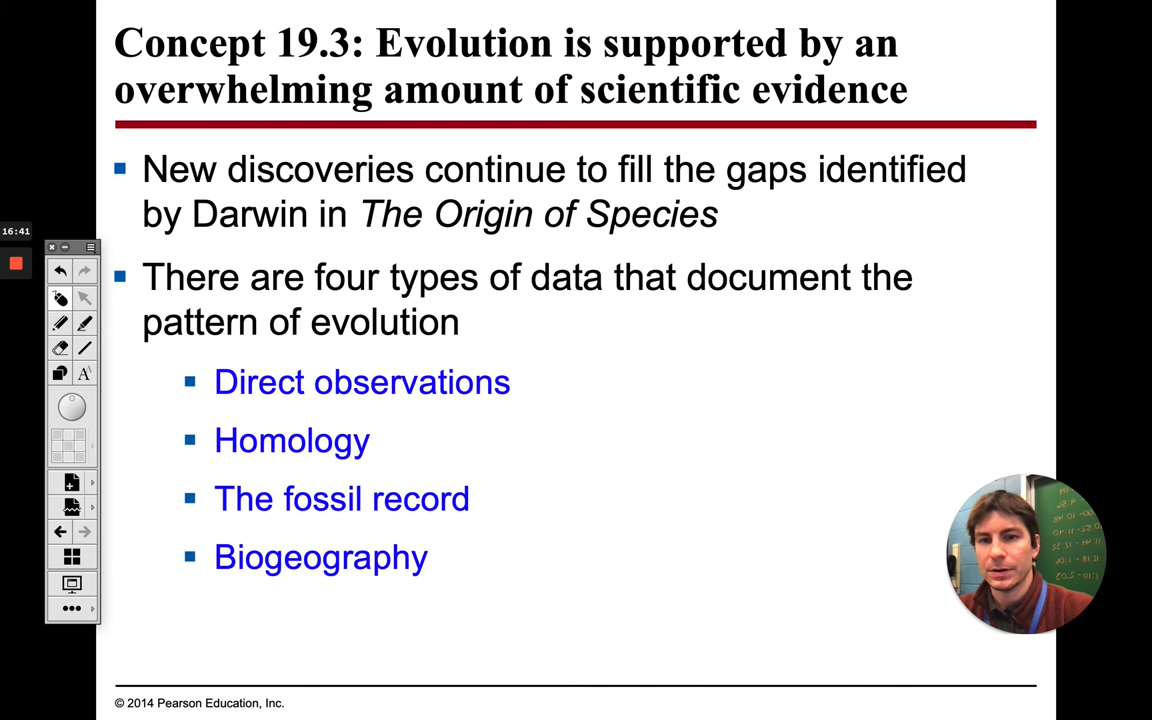 Concept 19.3: Evolution is supported by an
overwhelming amount of scientific evidence
New discoveries continue to fill the gaps identified
by Darwin in The Origin of Species
16:41
There are four types of data that document the
pattern of evolution
Direct observations
Homology
The fossil record
Biogeography
© 2014 Pearson Education, Inc.